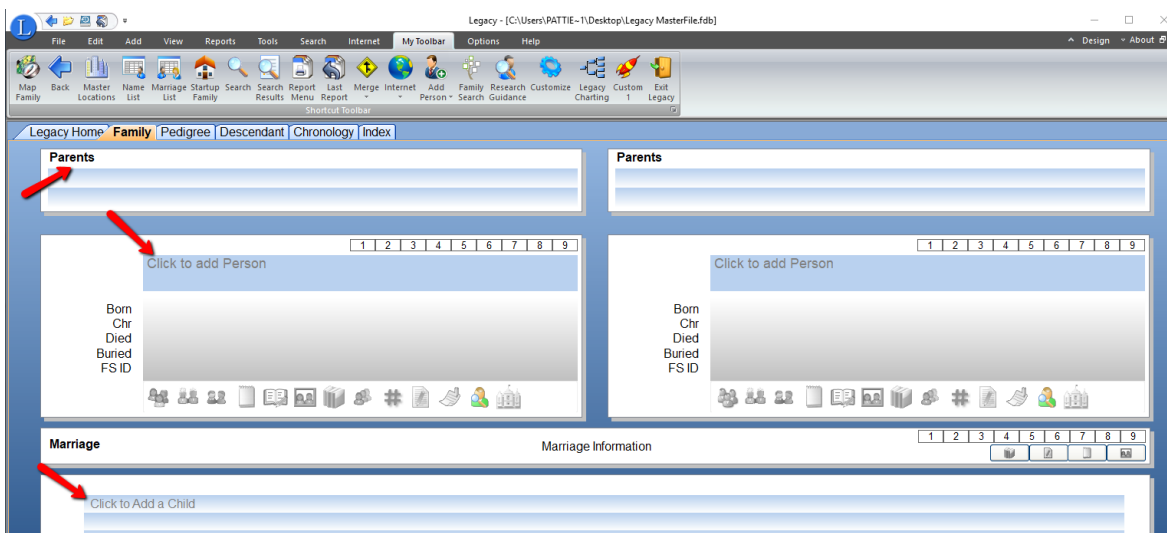 Legacy - [C:\Users\PATTIE~1\Desktop\Legacy MasterFile.fdb]
L
File Edit Add View Reports Tools Search Internet My Toolbar Options Help Design About
Map Family Back Master Locations Name List Marriage List Startup Family Search Search Results Report Menu Last Report Merge Internet Add Person Family Search Research Guidance Customize Legacy Charting Custom 1 Exit Legacy
Shortcut Toolbar
Legacy Home Family Pedigree Descendant Chronology Index
Parents Parents
1 2 3 4 5 6 7 8 9 1 2 3 4 5 6 7 8 9
Click to add Person Click to add Person
Born Born
Chr Chr
Died Died
Buried Buried
FS ID FS ID
Marriage Marriage Information 1 2 3 4 5 6 7 8 9
Click to Add a Child